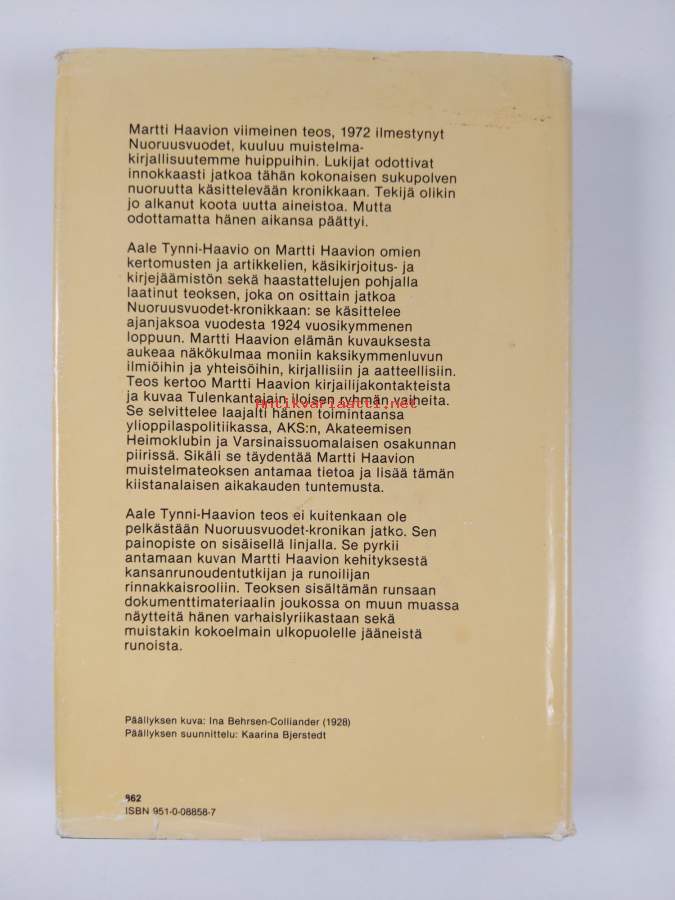 Martti Haavion viimeinen teos, 1972 ilmestynyt
Nuoruusvuodet, kuuluu muistelma-
kirjallisuutemme huippuihin. Lukijat odottivat
innokkaasti jatkoa tähän kokonaisen sukupolven
nuoruutta käsittelevään kronikkaan. Tekijä olikin
jo alkanut koota uutta aineistoa. Mutta
odottamatta hänen aikansa päättyi.
Aale Tynni-Haavio on Martti Haavion omien
kertomusten ja artikkelien, käsikirjoitus- ja
kirjejäämistön sekä haastattelujen pohjalla
laatinut teoksen, joka on osittain jatkoa
Nuoruusvuodet-kronikkaan: se käsittelee
ajanjaksoa vuodesta 1924 vuosikymmenen
loppuun. Martti Haavion elämän kuvauksesta
aukeaa näkökulmaa moniin kaksikymmenluvun
ilmiöihin ja yhteisöihin, kirjallisiin ja aatteellisiin.
Teos kertoo Martti Haavion kirjailijakontakteista
ja kuvaa Tulenkantajain iloisen ryhmän vaiheita.
Antikvariaatti.net
Se selvittelee laajalti hänen toimintaansa
ylioppilaspolitiikassa, AKS:n, Akateemisen
Heimoklubin ja Varsinaissuomalaisen osakunnan
piirissä. Sikäli se täydentää Martti Haavion
muistelmateoksen antamaa tietoa ja lisää tämän
kiistanalaisen aikakauden tuntemusta.
Aale Tynni-Haavion teos ei kuitenkaan ole
pelkästään Nuoruusvuodet-kronikan jatko. Sen
painopiste on sisäisellä linjalla. Se pyrkii
antamaan kuvan Martti Haavion kehityksestä
kansanrunoudentutkijan ja runoilijan
rinnakkaisrooliin. Teoksen sisältämän runsaan
dokumenttimateriaalin joukossa on muun muassa
näytteitä hänen varhaislyriikastaan sekä
muistakin kokoelmain ulkopuolelle jääneistä
runoista.
Päällyksen kuva: Ina Behrsen-Colliander (1928)
Päällyksen suunnittelu: Kaarina Bjerstedt
862
ISBN 951-0-08858-7